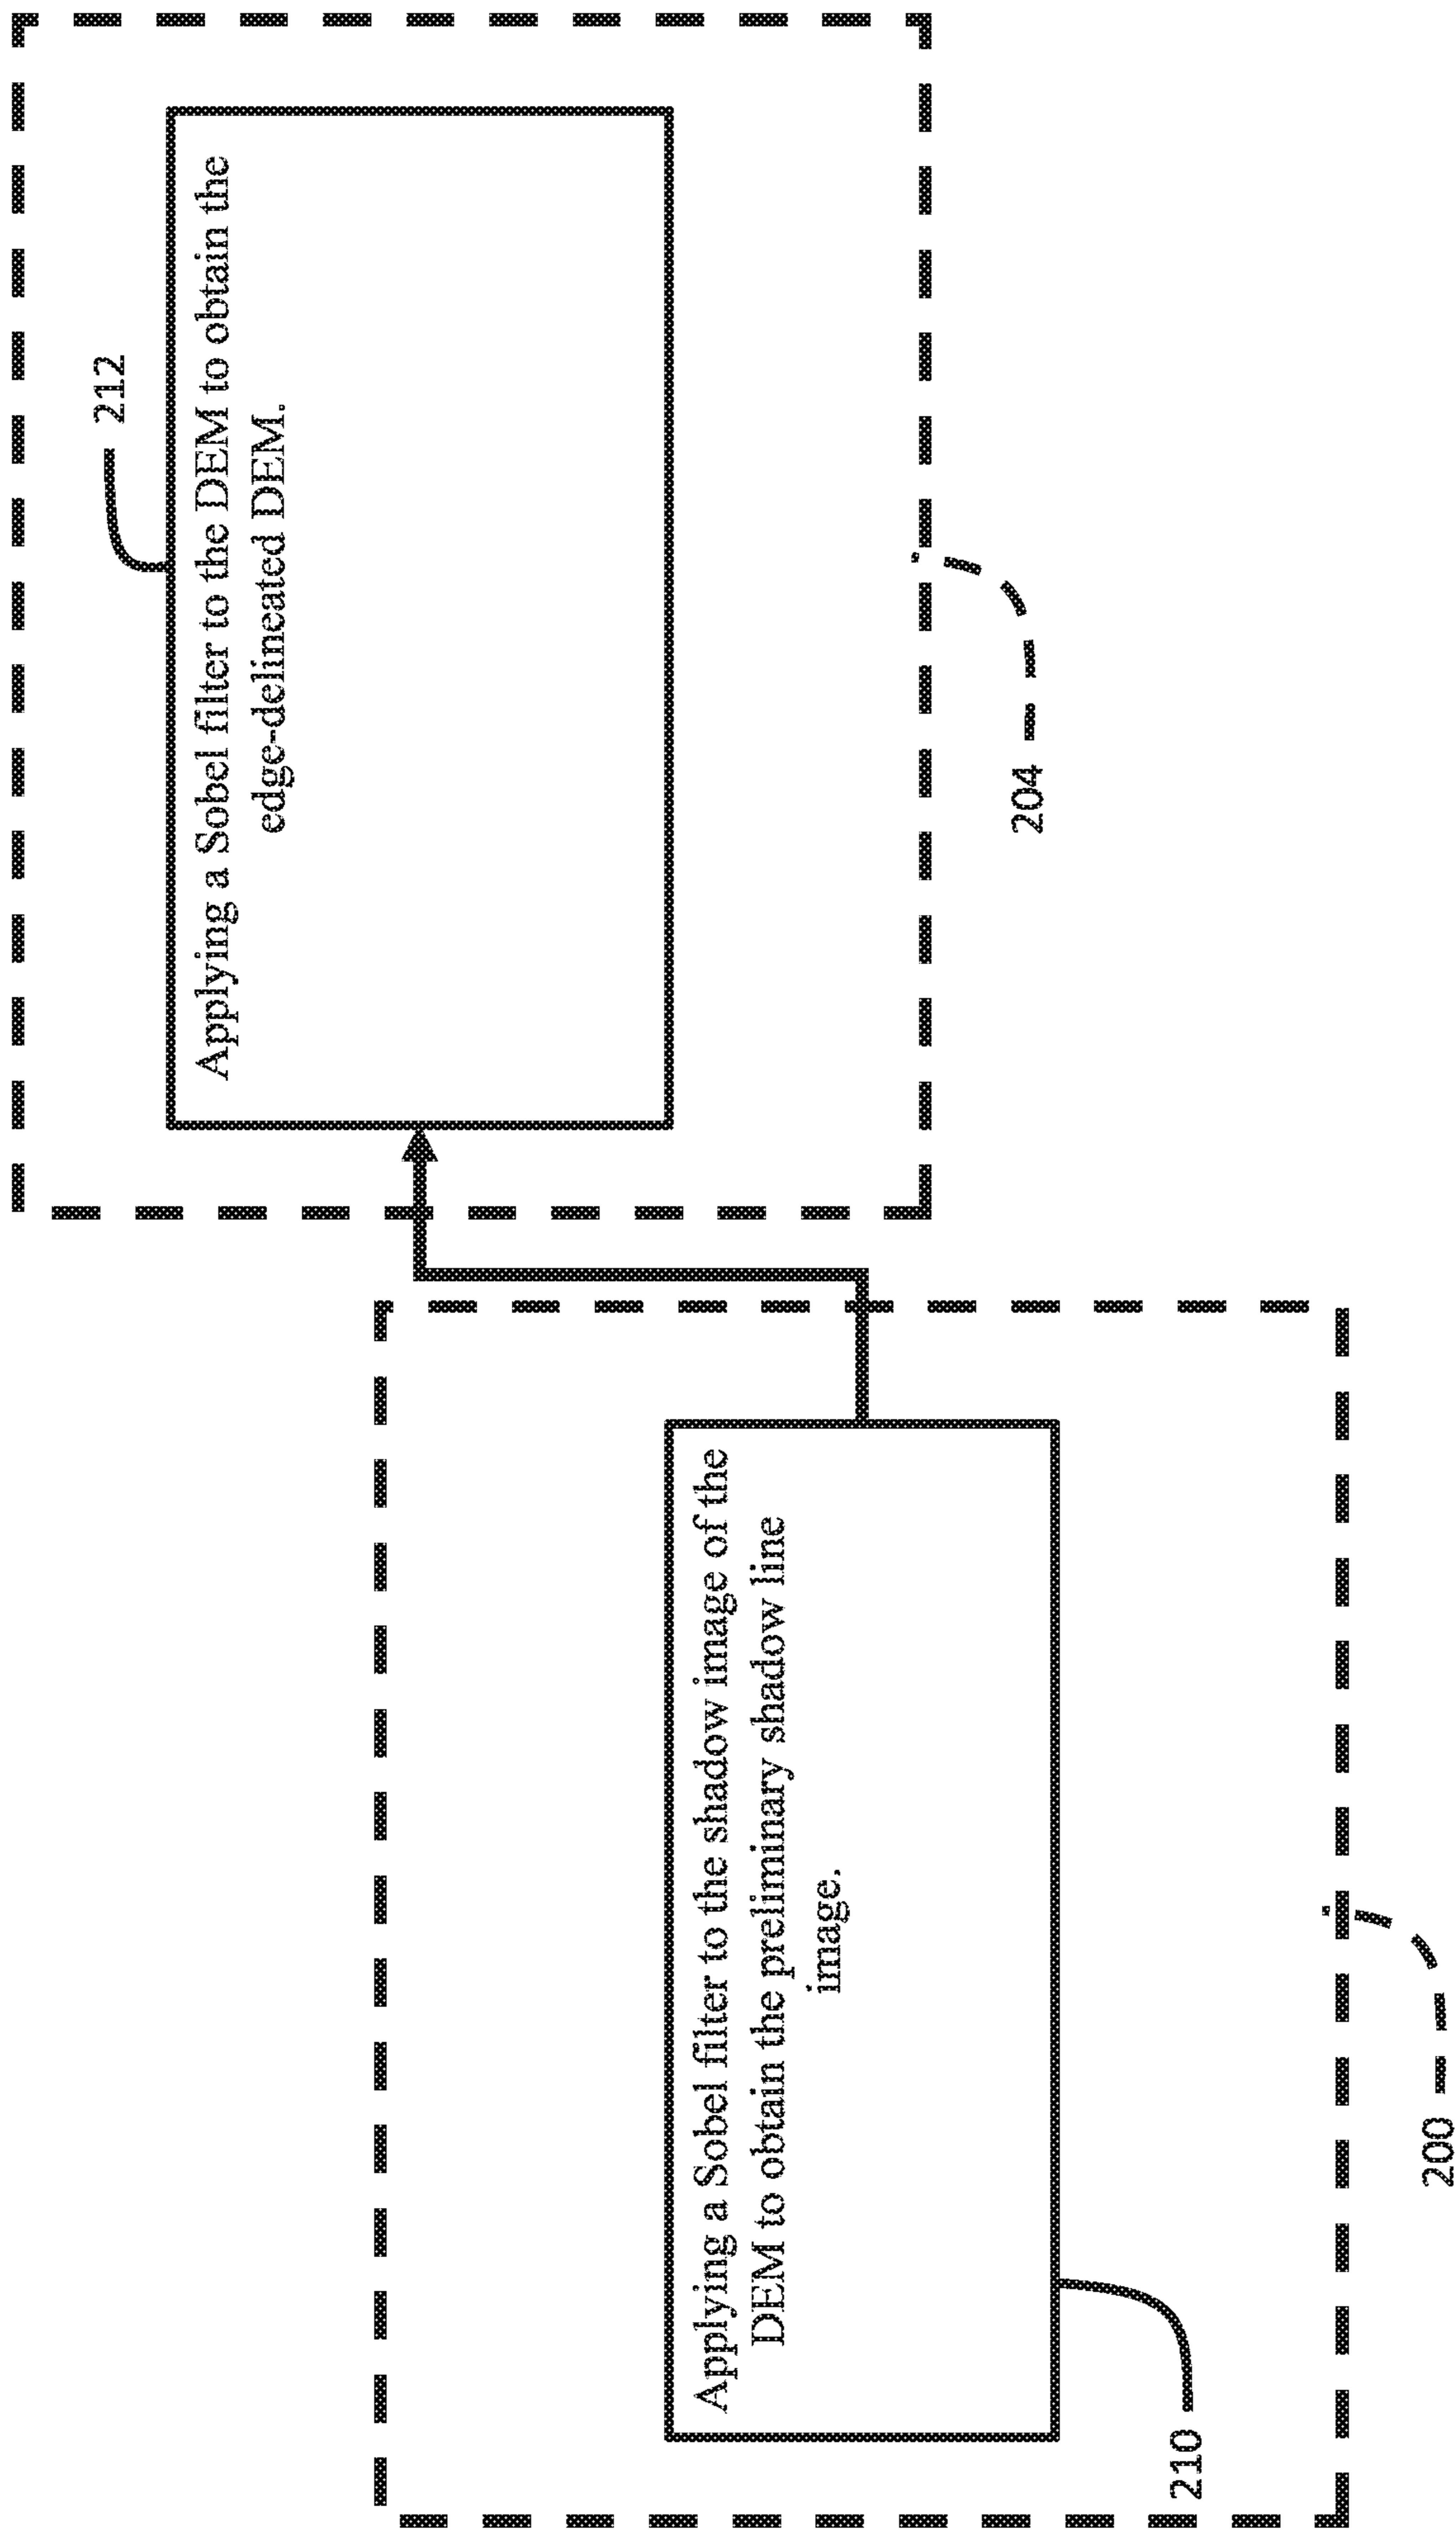 Applying a Sobel filter to the shadow image of the
DEM to obtain the preliminary shadow line
image.
210
200
Applying a Sobel filter to the DEM to obtain the
edge-delineated DEM.
212
204